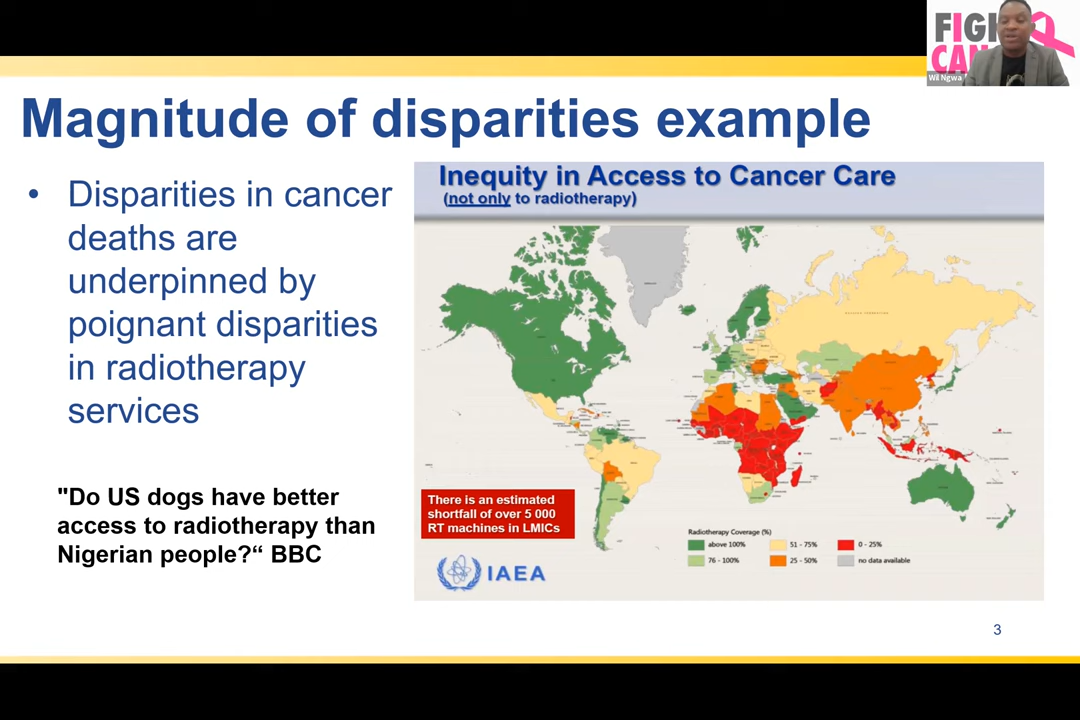 FIGH
CAN
Wil Ngwa
Magnitude of disparities example
• Disparities in cancer
deaths are
underpinned by
poignant disparities
in radiotherapy
services
"Do US dogs have better
access to radiotherapy than
Nigerian people?“ BBC
Inequity in Access to Cancer Care
(not only to radiotherapy)
There is an estimated
shortfall of over 5 000
RT machines in LMICs
IAEA
Radiotherapy Coverage (%)
above 100% 51 - 75% 0 - 25%
76 - 100% 25 - 50% no data available
3